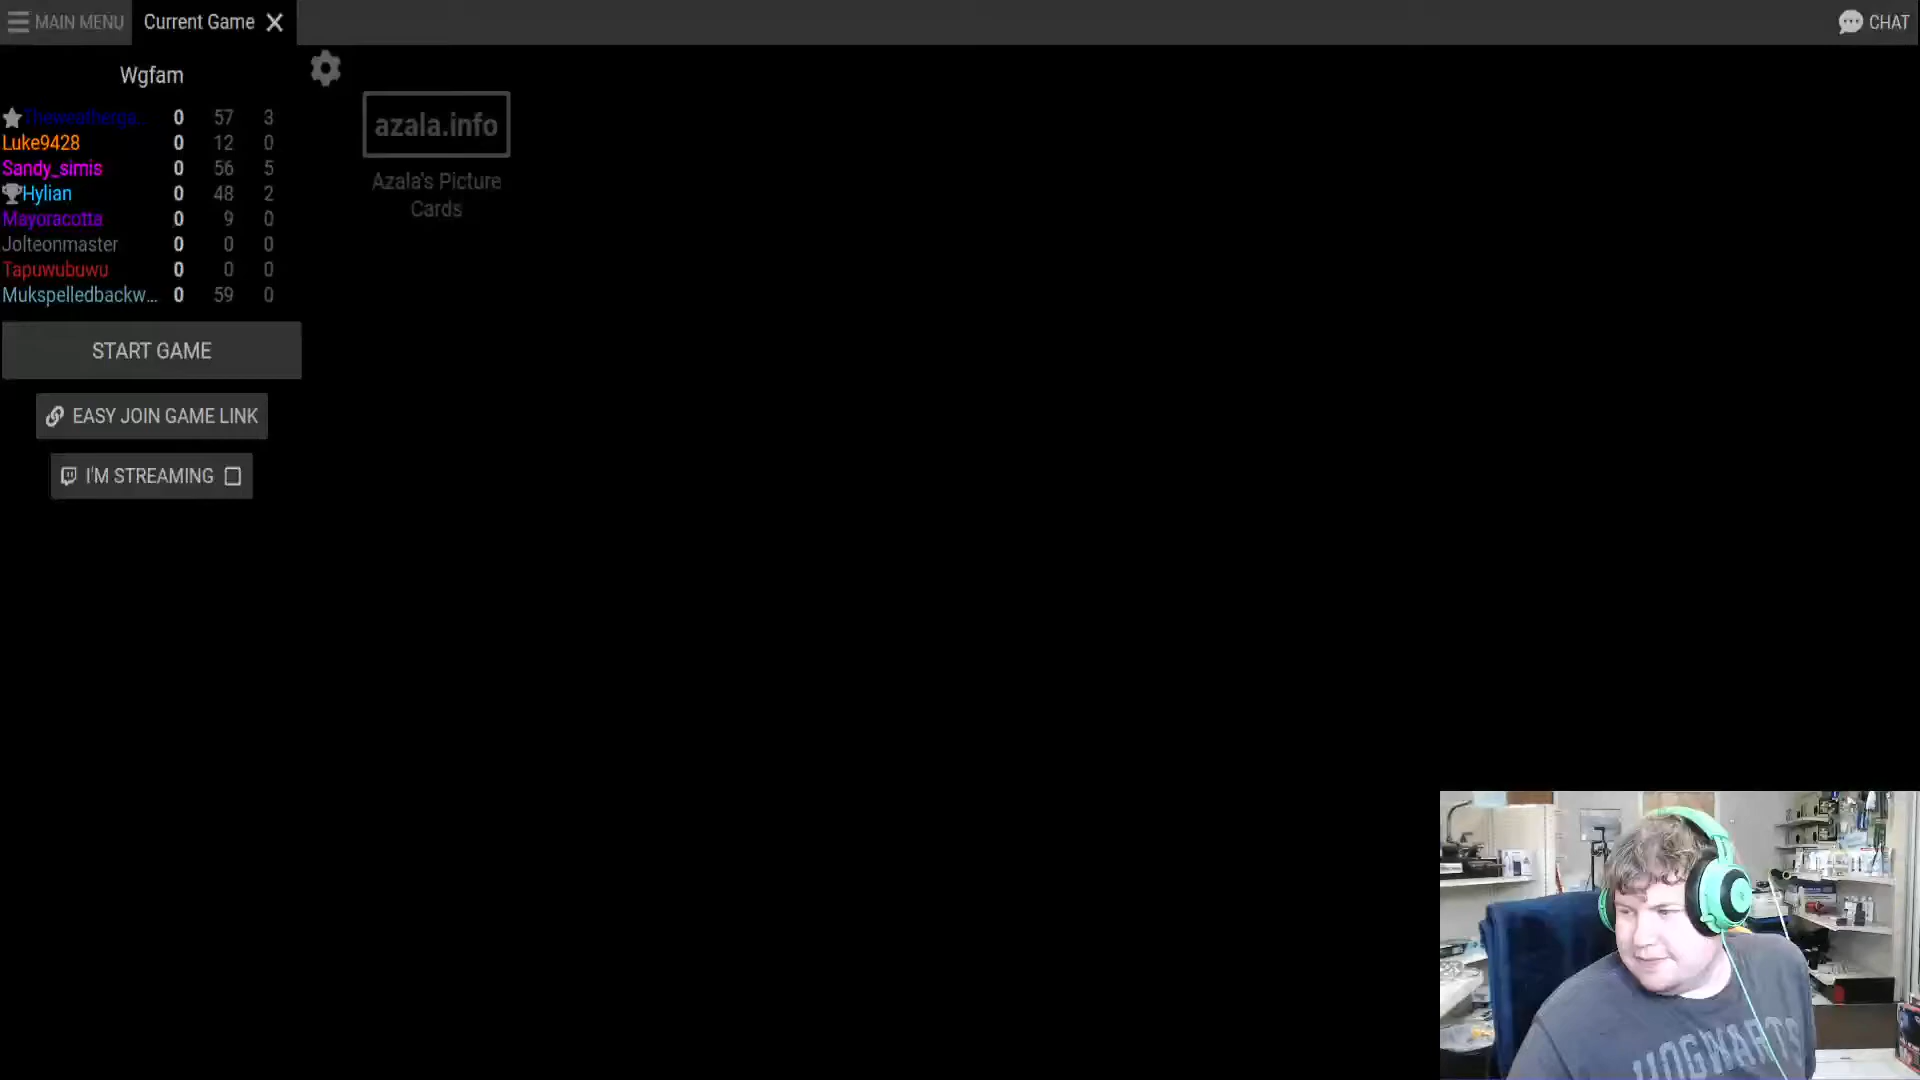 MAIN MENU Current Game CHAT
Wgfam
Theweatherga... 0 57 3
Luke9428 0 12 0
Sandy_simis 0 56 5
Hylian 0 48 2
Mayoracotta 0 9 0
Jolteonmaster 0 0 0
Tapuwubuwu 0 0 0
Mukspelledbackw... 0 59 0
START GAME
EASY JOIN GAME LINK
I'M STREAMING
azala.info
Azala's Picture
Cards
HOGWARTS